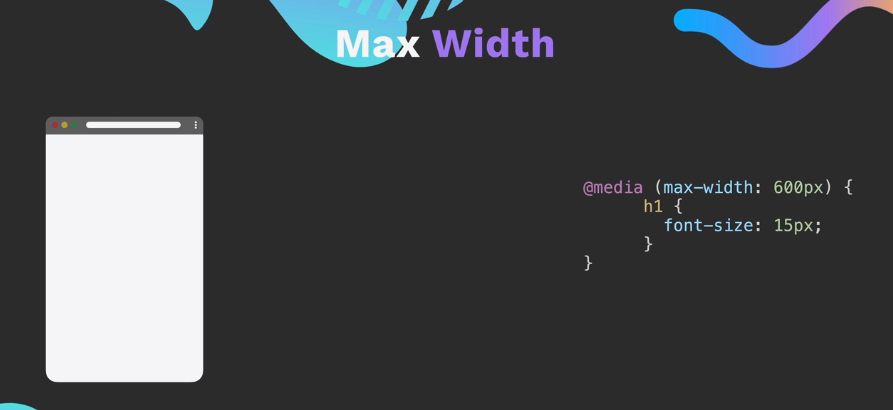 Max Width
@media (max-width: 600px) {
h1 {
font-size: 15px;
}
}